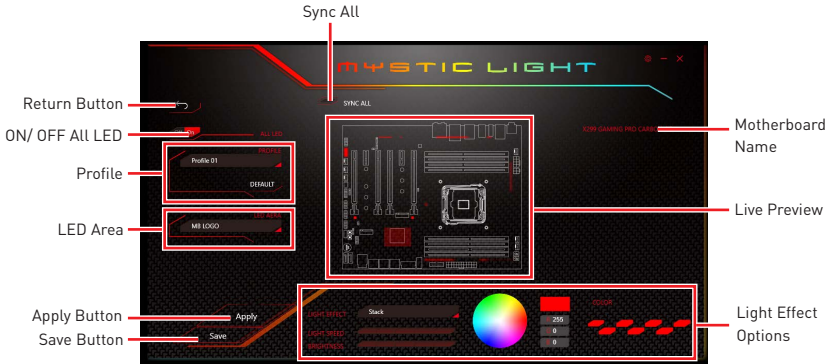 Sync All
MYSTIC LIGHT
SYNC ALL
Return Button
ON/ OFF All LED
ALL LED
X299 GAMING PRO CARBO
Motherboard
Name
Profile
PROFILE
Profile 01
DEFAULT
LED Area
LED AERA
MB LOGO
Live Preview
Apply Button
Apply
Save Button
Save
LIGHT EFFECT
Stack
LIGHT SPEED
BRIGHTNESS
255
0
0
COLOR
Light Effect
Options